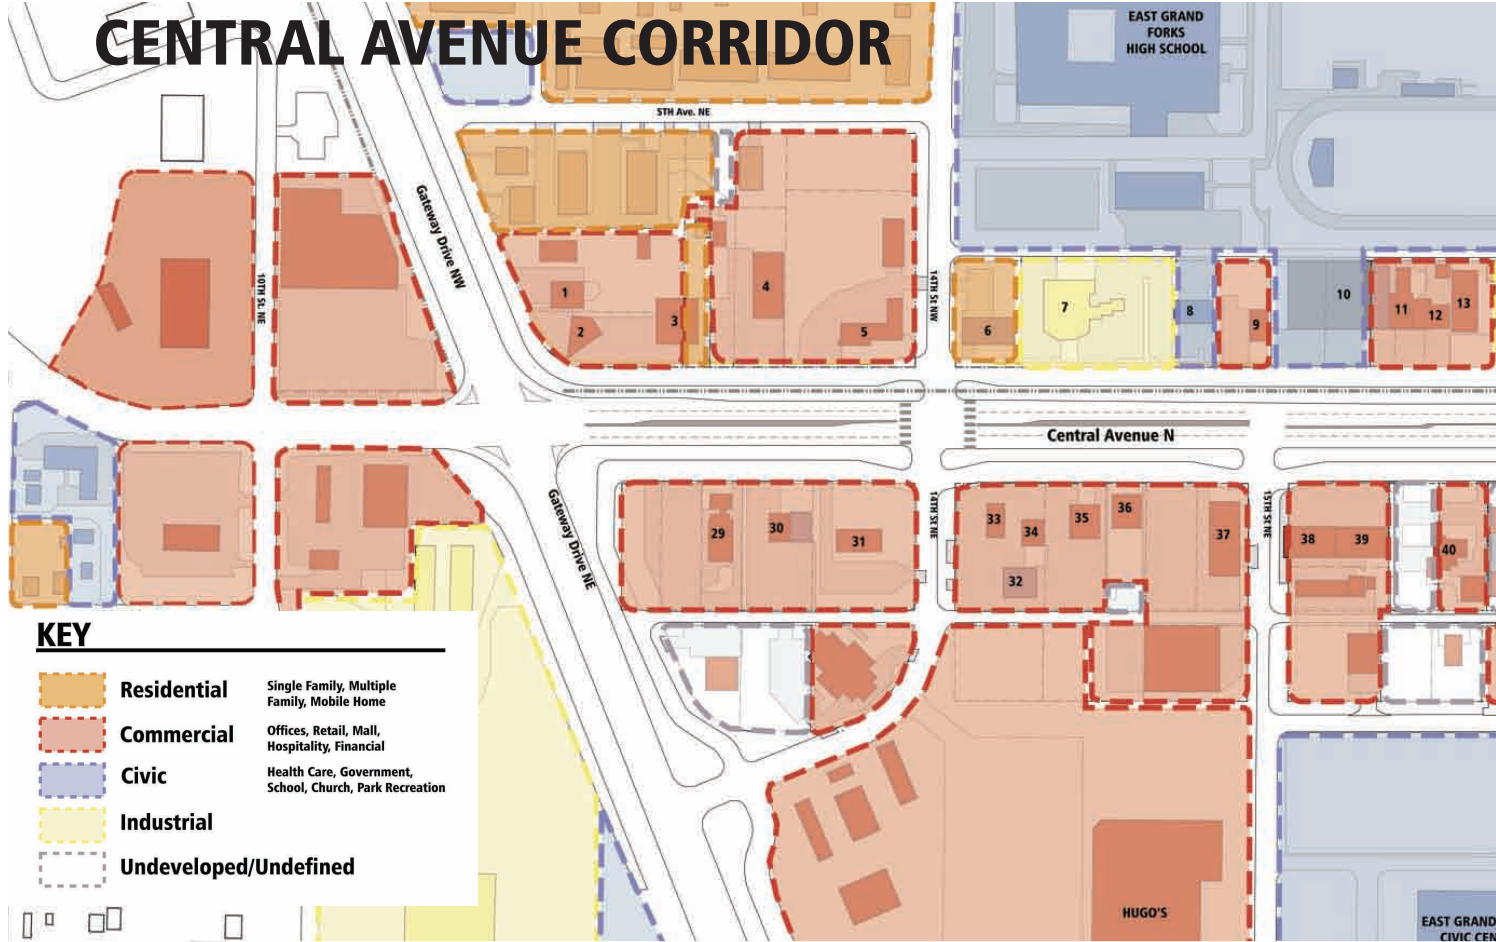 CENTRAL AVENUE CORRIDOR
EAST GRAND
FORKS
HIGH SCHOOL
5TH Ave. NE
Gateway Drive NW
10TH St. NE
14TH St NW
1
2
3
4
5
6
7
8
9
10
11
12
13
Central Avenue N
Gateway Drive NE
14TH St NE
15TH St NE
29
30
31
32
33
34
35
36
37
38
39
40
KEY
Residential
Single Family, Multiple
Family, Mobile Home
Commercial
Offices, Retail, Mall,
Hospitality, Financial
Civic
Health Care, Government,
School, Church, Park Recreation
Industrial
Undeveloped/Undefined
HUGO'S
EAST GRAND
CIVIC CEN